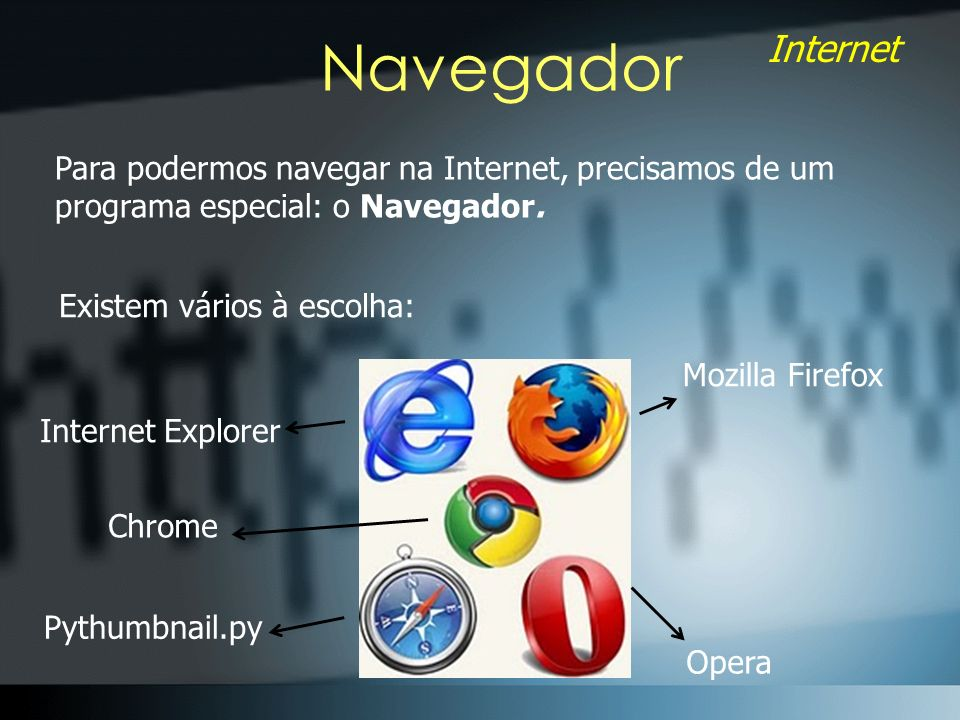 Navegador
Internet
Para podermos navegar na Internet, precisamos de um
programa especial: o Navegador.
Existem vários à escolha:
Mozilla Firefox
Internet Explorer
Chrome
Pythumbnail.py
Opera